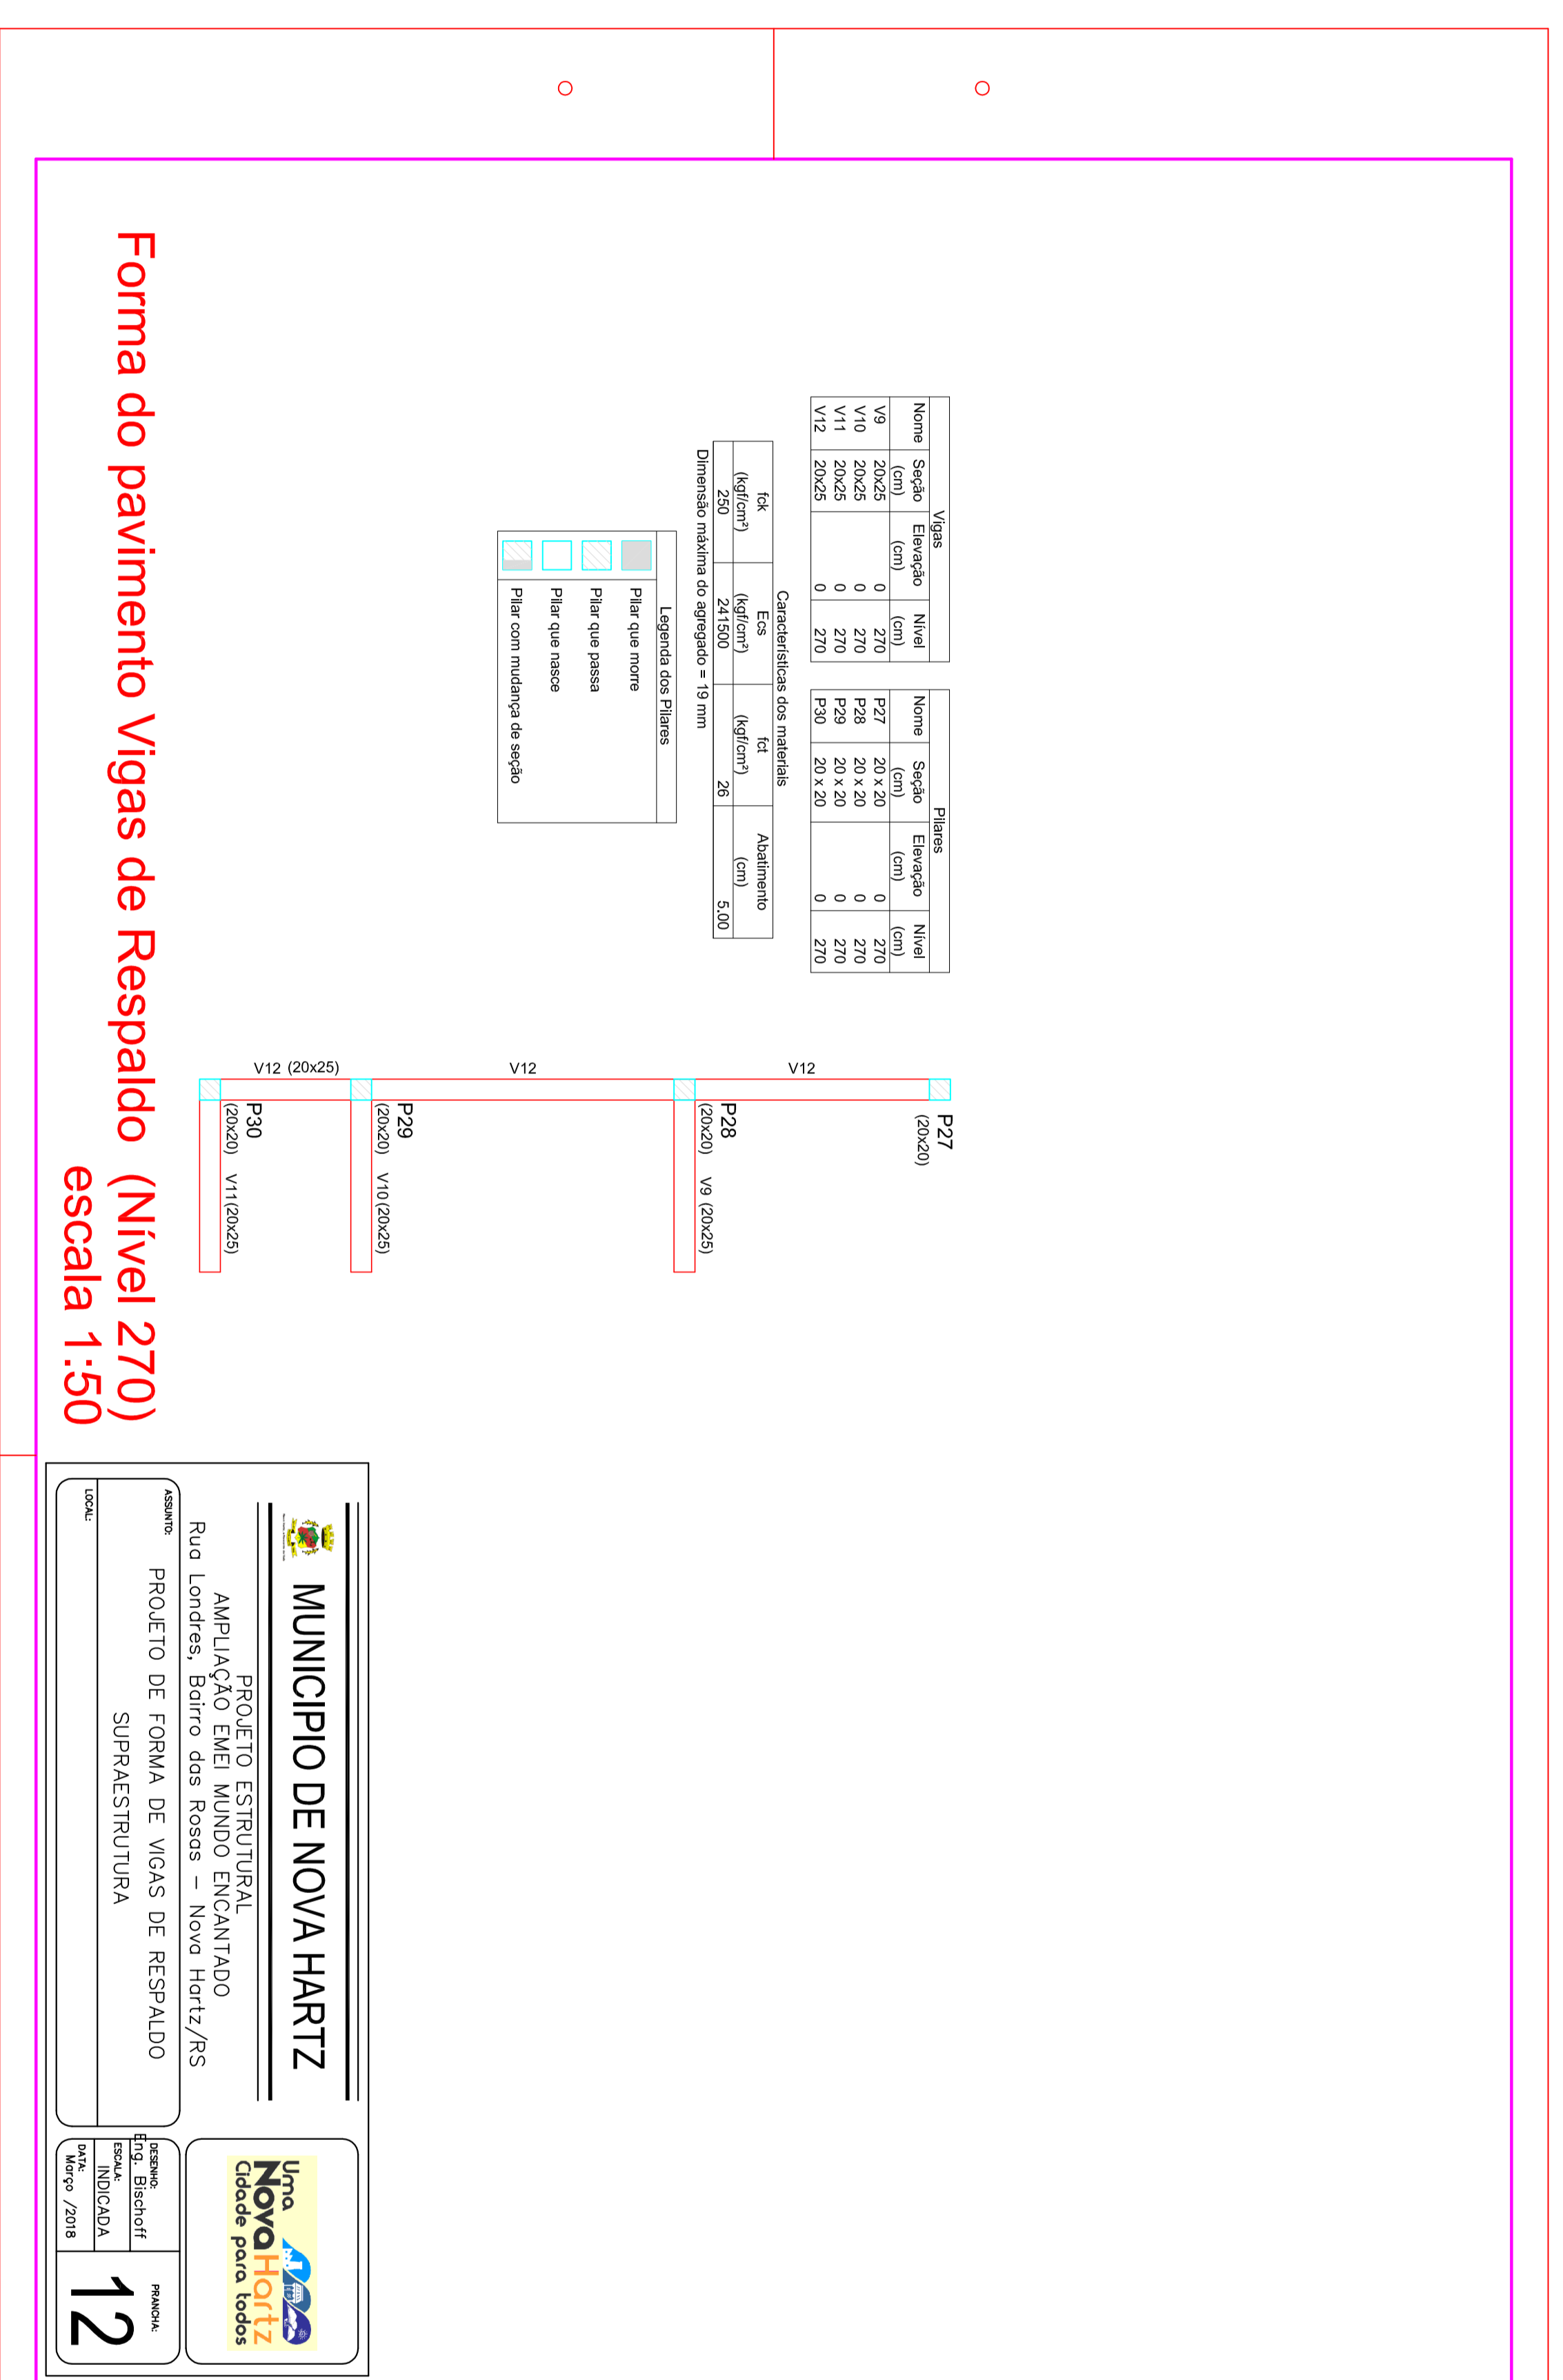 Vigas
Nome Seção Elevação Nível
(cm) (cm) (cm)
V9 20x25 0 270
V10 20x25 0 270
V11 20x25 0 270
V12 20x25 0 270
Pilares
Nome Seção Elevação Nível
(cm) (cm) (cm)
P27 20 x 20 0 270
P28 20 x 20 0 270
P29 20 x 20 0 270
P30 20 x 20 0 270
Características dos materiais
fck Ecs fct Abatimento
(kgf/cm²) (kgf/cm²) (kgf/cm²) (cm)
250 241500 26 5.00
Dimensão máxima do agregado = 19 mm
Legenda dos Pilares
Pilar que morre
Pilar que passa
Pilar que nasce
Pilar com mudança de seção
P27
(20x20)
V12
P28
(20x20) V9 (20x25)
V12
P29
(20x20) V10 (20x25)
V12 (20x25)
P30
(20x20) V11 (20x25)
Forma do pavimento Vigas de Respaldo (Nível 270)
escala 1:50
MUNICIPIO DE NOVA HARTZ
PROJETO ESTRUTURAL
AMPLIAÇÃO EMEI MUNDO ENCANTADO
Rua Londres, Bairro das Rosas – Nova Hartz/RS
Uma
Nova Hartz
Cidade para todos
ASSUNTO:
PROJETO DE FORMA DE VIGAS DE RESPALDO
SUPRAESTRUTURA
LOCAL:
DESENHO:
Eng. Bischoff
ESCALA:
INDICADA
DATA:
Março /2018
PRANCHA:
12